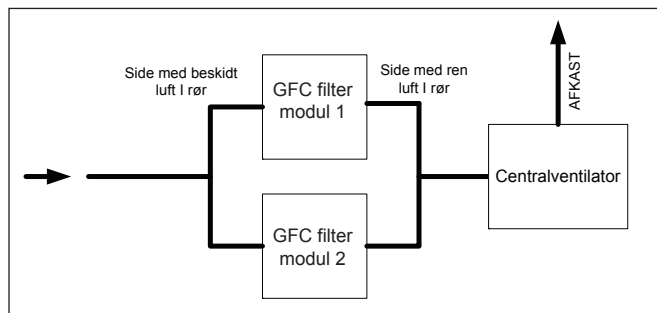 Side med beskidt
luft I rør
GFC filter
modul 1
Side med ren
luft I rør
AFKAST
Centralventilator
GFC filter
modul 2